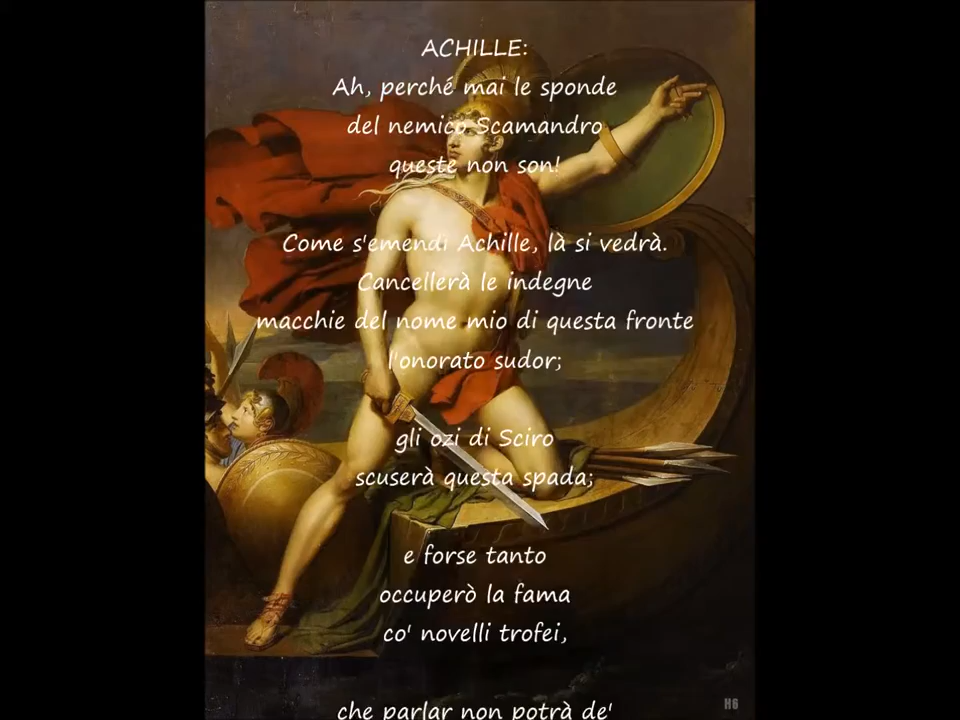 ACHILLE:
Ah, perché mai le sponde
del nemico Scamandro
queste non son!
Come s'emendi Achille, là si vedrà.
Cancellerà le indegne
macchie del nome mio di questa fronte
l'onorato sudor;
gli ozi di Sciro
scuserà questa spada;
e forse tanto
occuperò la fama
co' novelli trofei,
che parlar non potrà de'
H6